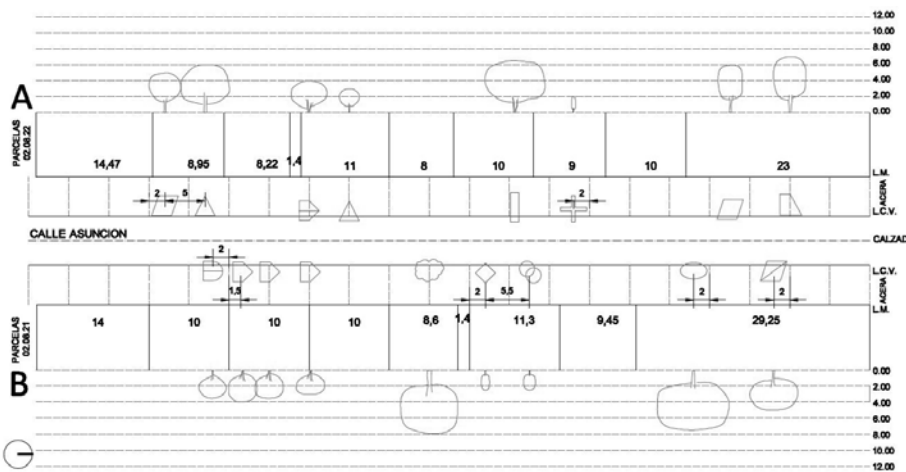 12.00
10.00
8.00
6.00
4.00
2.00
0.00
A
PARCELAS
02.08.22
14,47 8,95 8,22 1,4 11 8 10 9 10 23
L.M.
ACERA
2 5 2
L.C.V.
CALLE ASUNCION
CALZAD
2
L.C.V.
ACERA
1,5 2 5,5 2 2
L.M.
PARCELAS
02.08.21
14 10 10 10 8,6 1,4 11,3 9,45 29,25
B
0.00
2.00
4.00
6.00
8.00
10.00
12.00